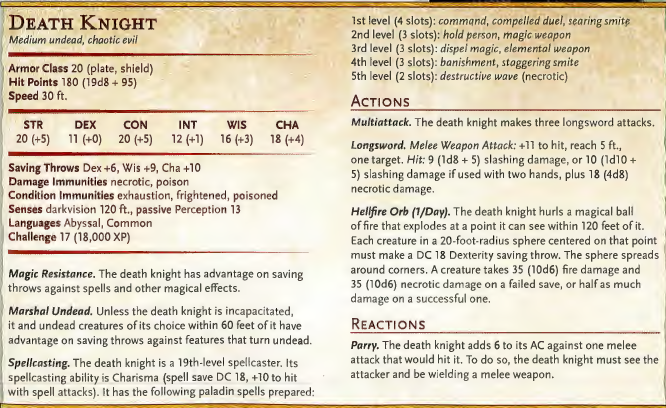 DEATH KNIGHT
Medium undead, chaotic evil
Armor Class 20 (plate, shield)
Hit Points 180 (19d8 + 95)
Speed 30 ft.
STR DEX CON INT WIS CHA
20 (+5) 11 (+0) 20 (+5) 12 (+1) 16 (+3) 18 (+4)
Saving Throws Dex +6, Wis +9, Cha +10
Damage Immunities necrotic, poison
Condition Immunities exhaustion, frightened, poisoned
Senses darkvision 120 ft., passive Perception 13
Languages Abyssal, Common
Challenge 17 (18,000 XP)
Magic Resistance. The death knight has advantage on saving
throws against spells and other magical effects.
Marshal Undead. Unless the death knight is incapacitated,
it and undead creatures of its choice within 60 feet of it have
advantage on saving throws against features that turn undead.
Spellcasting. The death knight is a 19th-level spellcaster. Its
spellcasting ability is Charisma (spell save DC 18, +10 to hit
with spell attacks). It has the following paladin spells prepared:
1st level (4 slots): command, compelled duel, searing smite
2nd level (3 slots): hold person, magic weapon
3rd level (3 slots): dispel magic, elemental weapon
4th level (3 slots): banishment, staggering smite
5th level (2 slots): destructive wave (necrotic)
ACTIONS
Multiattack. The death knight makes three longsword attacks.
Longsword. Melee Weapon Attack: +11 to hit, reach 5 ft.,
one target. Hit: 9 (1d8 + 5) slashing damage, or 10 (1d10 +
5) slashing damage if used with two hands, plus 18 (4d8)
necrotic damage.
Hellfire Orb (1/Day). The death knight hurls a magical ball
of fire that explodes at a point it can see within 120 feet of it.
Each creature in a 20-foot-radius sphere centered on that point
must make a DC 18 Dexterity saving throw. The sphere spreads
around corners. A creature takes 35 (10d6) fire damage and
35 (10d6) necrotic damage on a failed save, or half as much
damage on a successful one.
REACTIONS
Parry. The death knight adds 6 to its AC against one melee
attack that would hit it. To do so, the death knight must see the
attacker and be wielding a melee weapon.